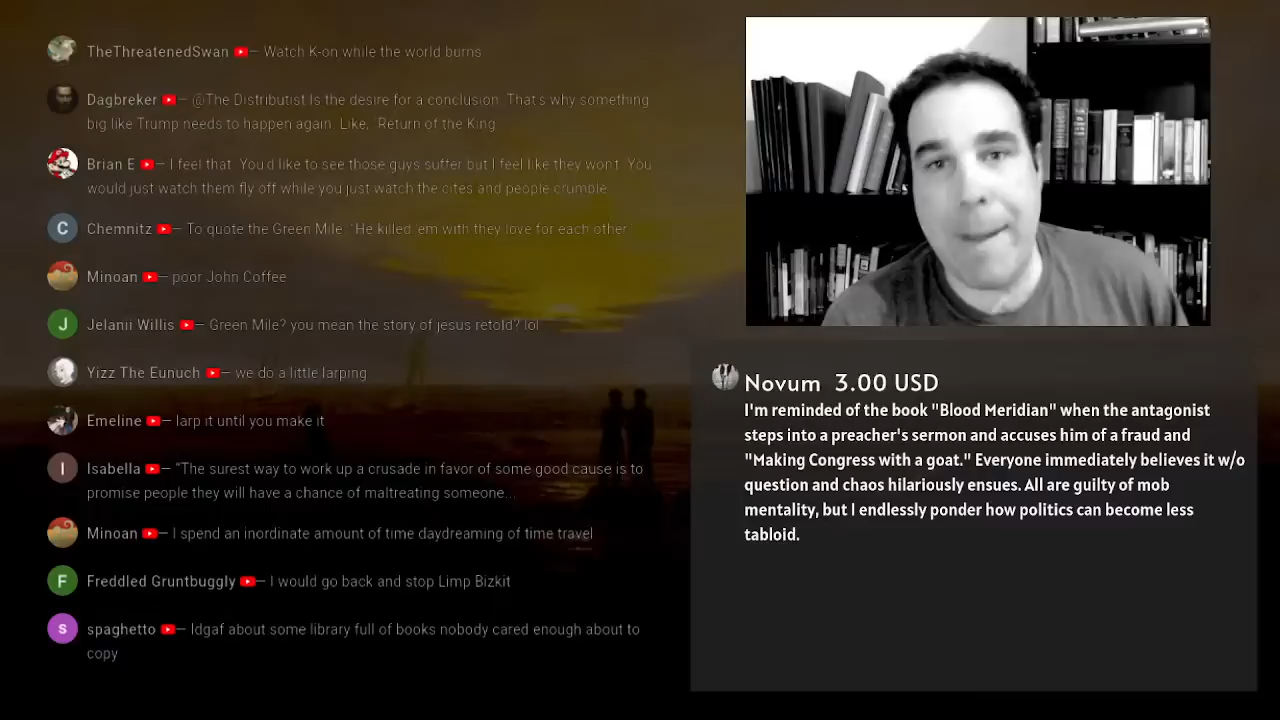 TheThreatenedSwan — Watch K-on while the world burns
Dagbreker — @The Distributist Is the desire for a conclusion. That's why something
big like Trump needs to happen again. Like, "Return of the King
Brian E — I feel that. You'd like to see those guys suffer but I feel like they won't. You
would just watch them fly off while you just watch the cites and people crumble.
C
Chemnitz — To quote the Green Mile: "He killed 'em with they love for each other."
Minoan — poor John Coffee
J
Jelanii Willis — Green Mile? you mean the story of jesus retold? lol
Yizz The Eunuch — we do a little larping
Emeline — larp it until you make it
I
Isabella — “The surest way to work up a crusade in favor of some good cause is to
promise people they will have a chance of maltreating someone...
Minoan — I spend an inordinate amount of time daydreaming of time travel
F
Freddled Gruntbuggly — I would go back and stop Limp Bizkit
s
spaghetto — Idgaf about some library full of books nobody cared enough about to
copy
Novum 3.00 USD
I'm reminded of the book "Blood Meridian" when the antagonist
steps into a preacher's sermon and accuses him of a fraud and
"Making Congress with a goat." Everyone immediately believes it w/o
question and chaos hilariously ensues. All are guilty of mob
mentality, but I endlessly ponder how politics can become less
tabloid.